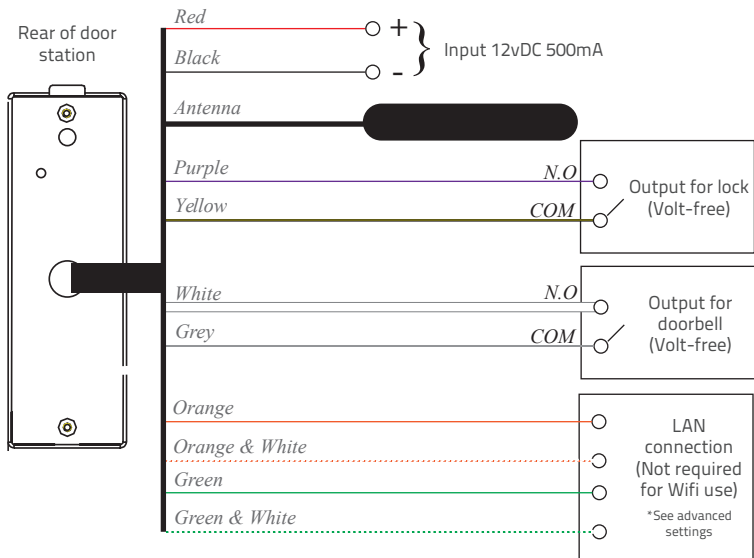 Rear of door
station
Red
+
Input 12vDC 500mA
Black
-
Antenna
Purple
N.O
Output for lock
(Volt-free)
Yellow
COM
White
N.O
Output for
doorbell
(Volt-free)
Grey
COM
Orange
LAN
connection
(Not required
for Wifi use)
*See advanced
settings
Orange & White
Green
Green & White